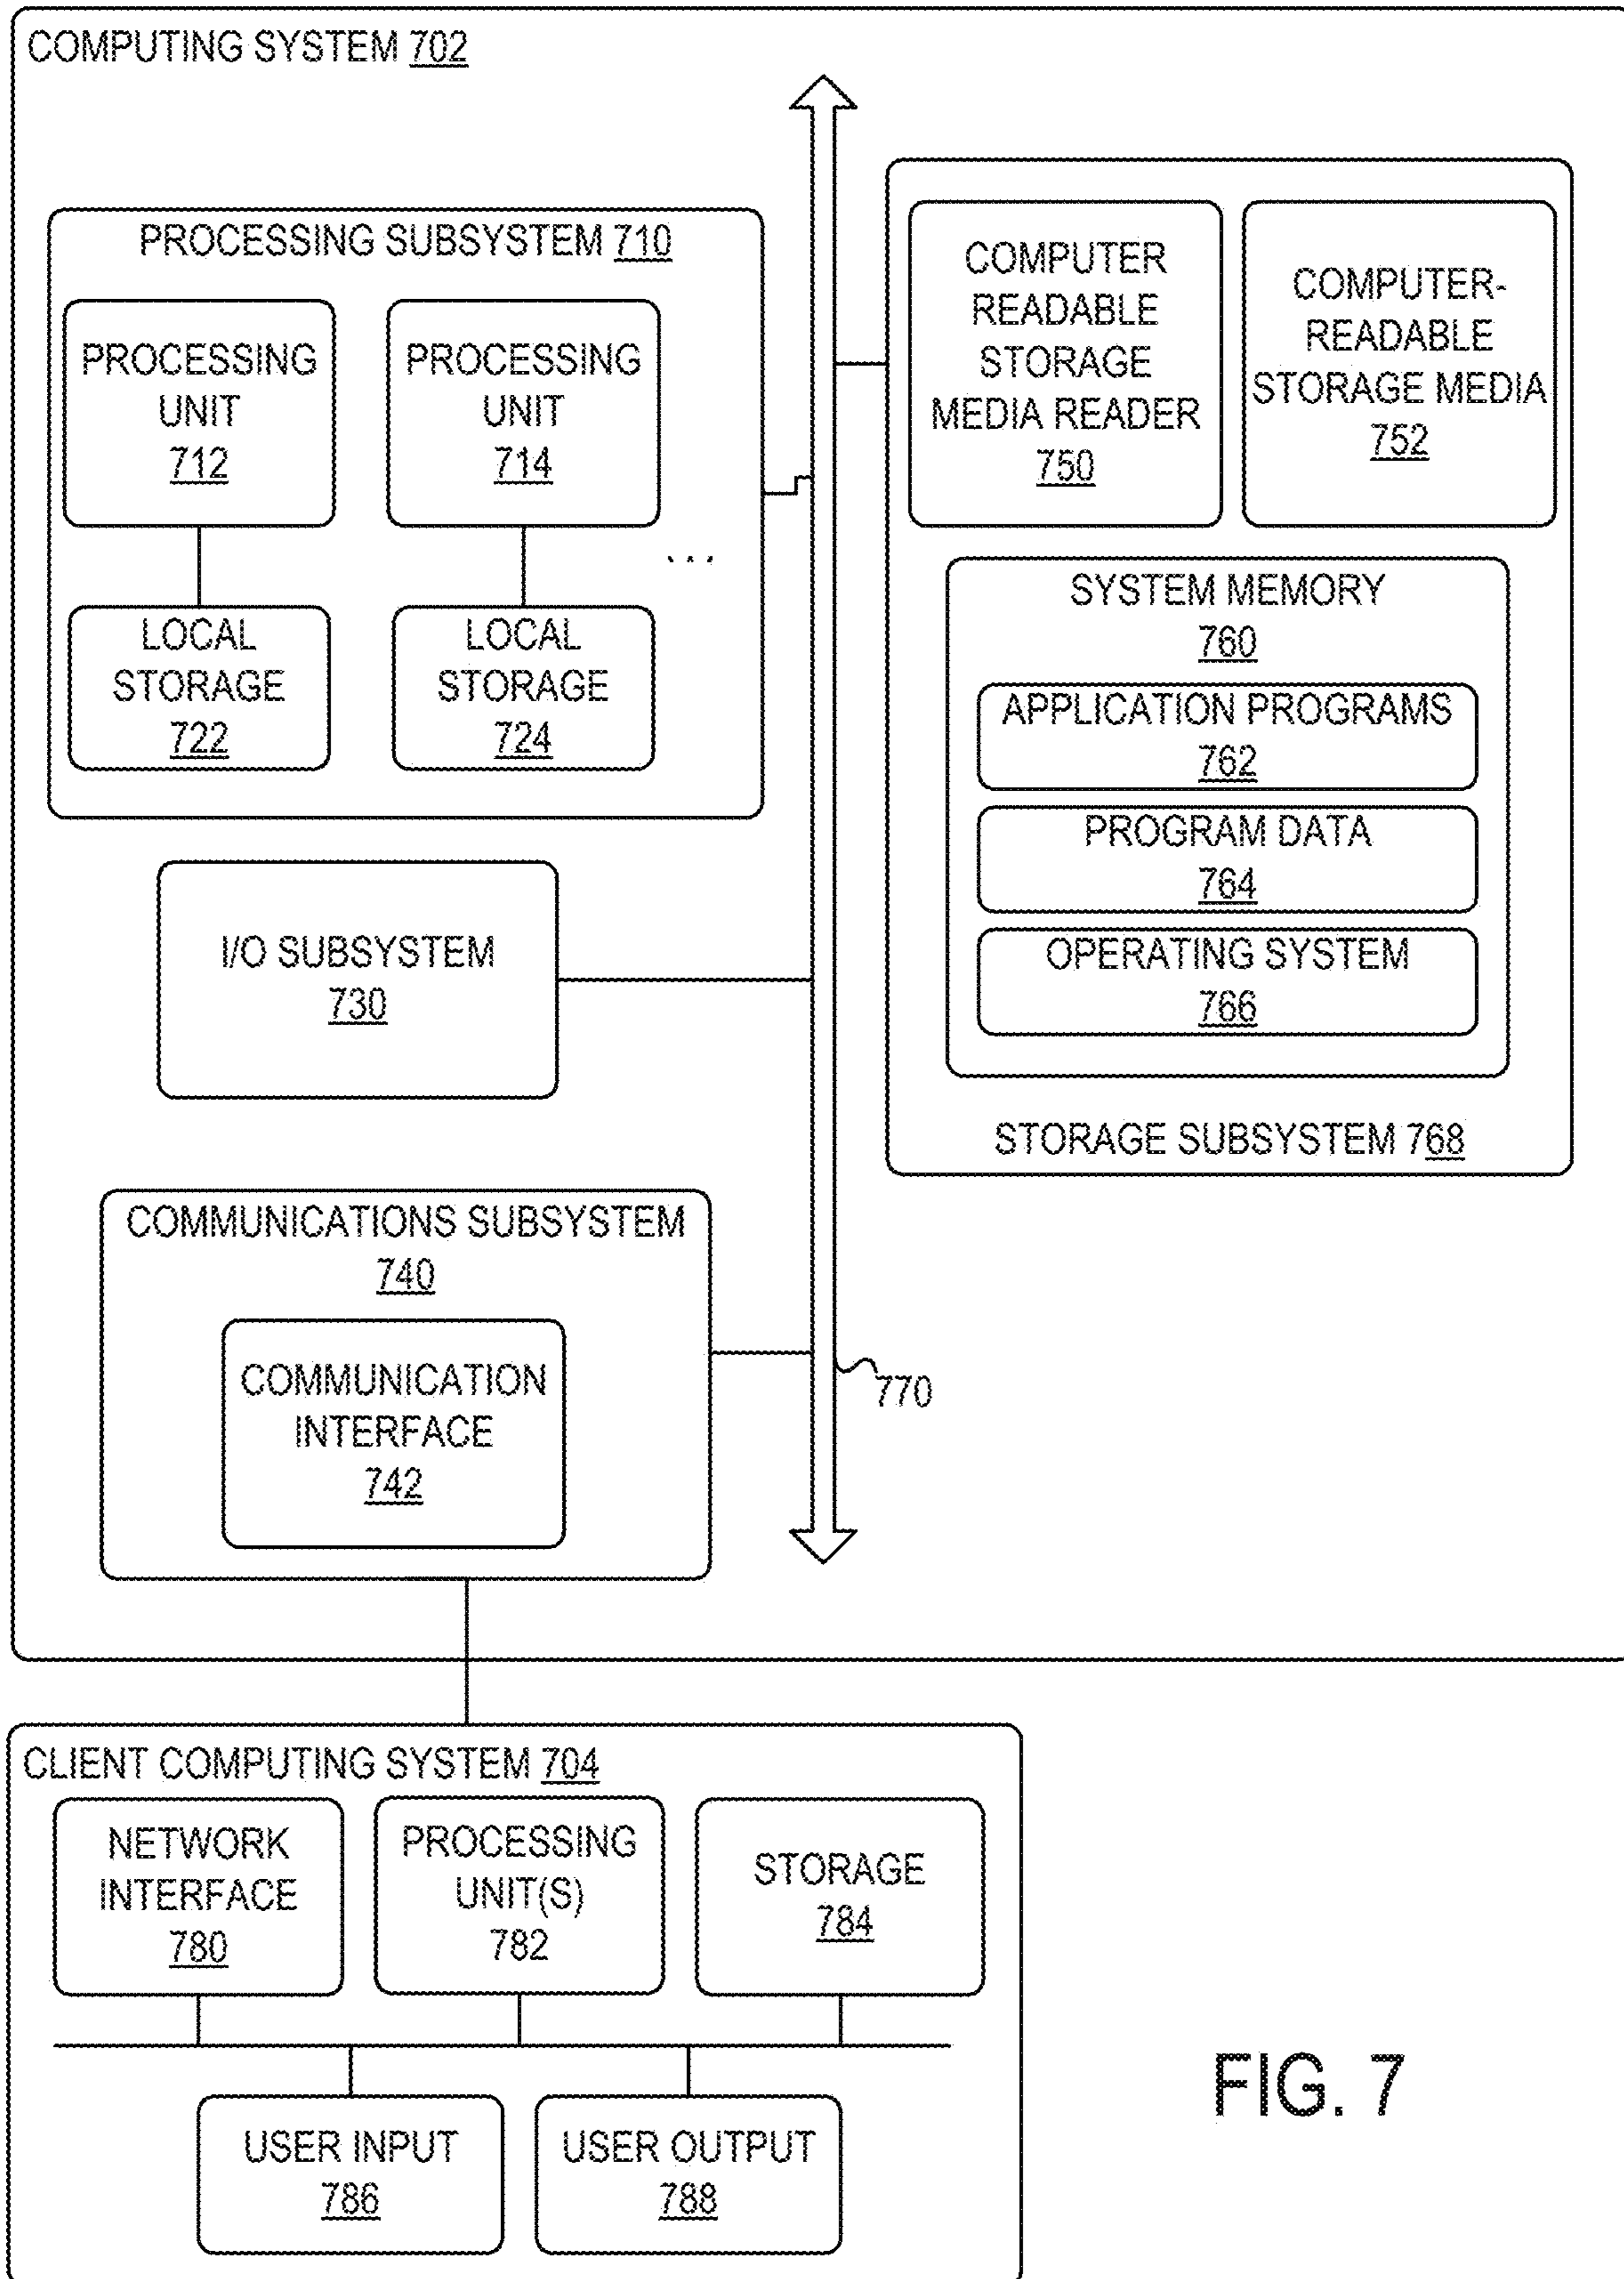 COMPUTING SYSTEM 702
PROCESSING SUBSYSTEM 710
PROCESSING
UNIT
712
PROCESSING
UNIT
714
. . .
LOCAL
STORAGE
722
LOCAL
STORAGE
724
I/O SUBSYSTEM
730
COMMUNICATIONS SUBSYSTEM
740
COMMUNICATION
INTERFACE
742
COMPUTER
READABLE
STORAGE
MEDIA READER
750
COMPUTER-
READABLE
STORAGE MEDIA
752
SYSTEM MEMORY
760
APPLICATION PROGRAMS
762
PROGRAM DATA
764
OPERATING SYSTEM
766
STORAGE SUBSYSTEM 768
770
CLIENT COMPUTING SYSTEM 704
NETWORK
INTERFACE
780
PROCESSING
UNIT(S)
782
STORAGE
784
USER INPUT
786
USER OUTPUT
788
FIG. 7